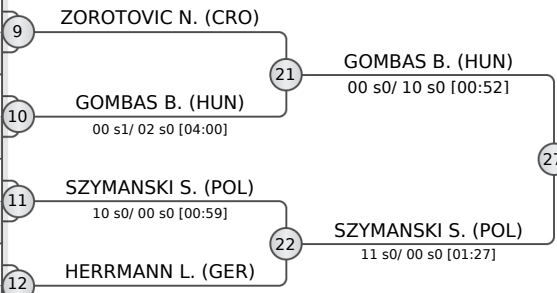 ZOROTOVIC N. (CRO)
9
GOMBAS B. (HUN)
21
00 s0/ 10 s0 [00:52]
GOMBAS B. (HUN)
10
00 s1/ 02 s0 [04:00]
27
SZYMANSKI S. (POL)
11
10 s0/ 00 s0 [00:59]
SZYMANSKI S. (POL)
22
11 s0/ 00 s0 [01:27]
HERRMANN L. (GER)
12